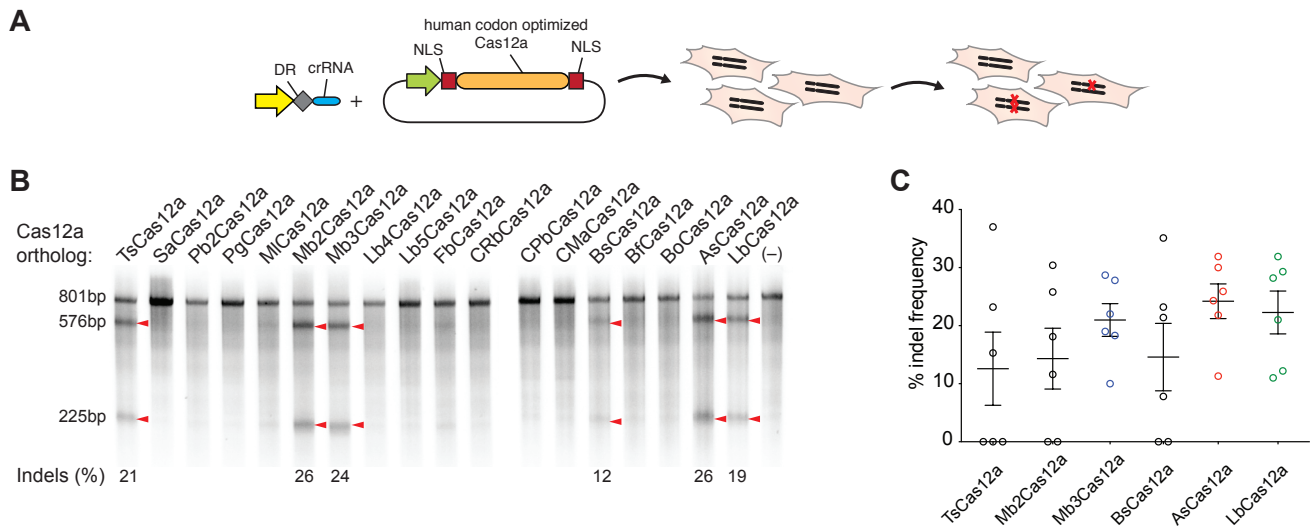 A
human codon optimized
Cas12a
NLS
NLS
DR
crRNA
+
B
Cas12a
ortholog:
TsCas12a
SaCas12a
Pb2Cas12a
PgCas12a
MlCas12a
Mb2Cas12a
Mb3Cas12a
Lb4Cas12a
Lb5Cas12a
FbCas12a
CRbCas12a
CPbCas12a
CMaCas12a
BsCas12a
BfCas12a
BoCas12a
AsCas12a
LbCas12a
(–)
801bp
576bp
225bp
Indels (%)
21
26
24
12
26
19
C
% indel frequency
40
30
20
10
0
TsCas12a
Mb2Cas12a
Mb3Cas12a
BsCas12a
AsCas12a
LbCas12a